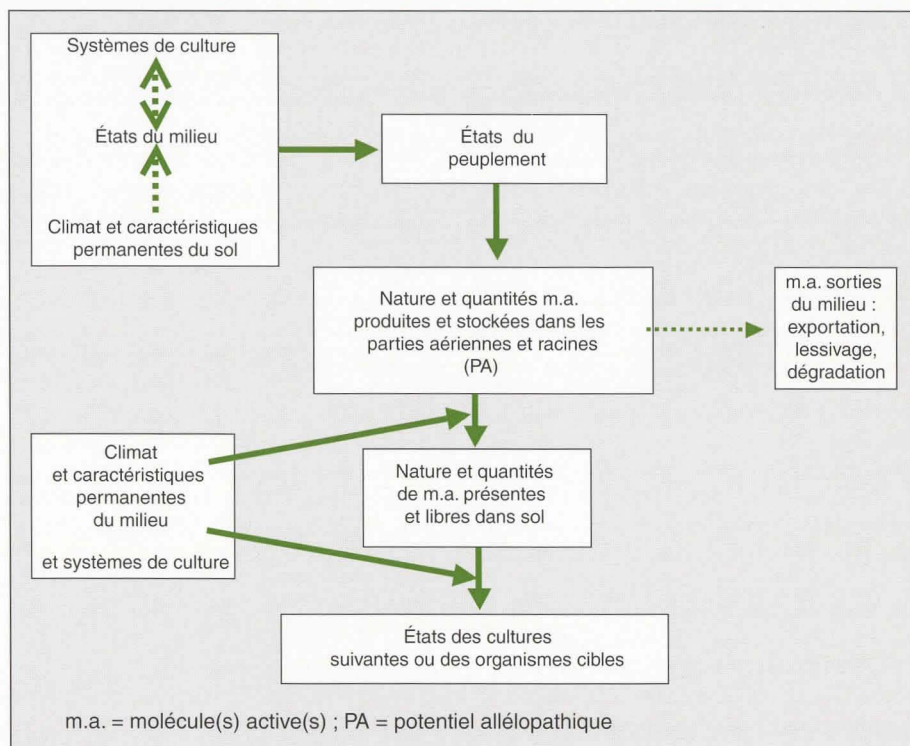 Systèmes de culture
États du milieu
Climat et caractéristiques
permanentes du sol
États du
peuplement
Nature et quantités m.a.
produites et stockées dans les
parties aériennes et racines
(PA)
m.a. sorties
du milieu :
exportation,
lessivage,
dégradation
Climat
et caractéristiques
permanentes
du milieu
et systèmes de culture
Nature et quantités
de m.a. présentes
et libres dans sol
États des cultures
suivantes ou des organismes cibles
m.a. = molécule(s) active(s) ; PA = potentiel allélopathique